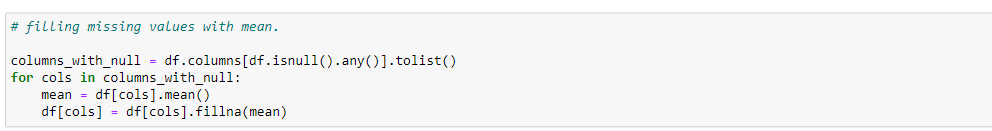 # filling missing values with mean.
columns_with_null = df.columns[df.isnull().any()].tolist()
for cols in columns_with_null:
    mean = df[cols].mean()
    df[cols] = df[cols].fillna(mean)